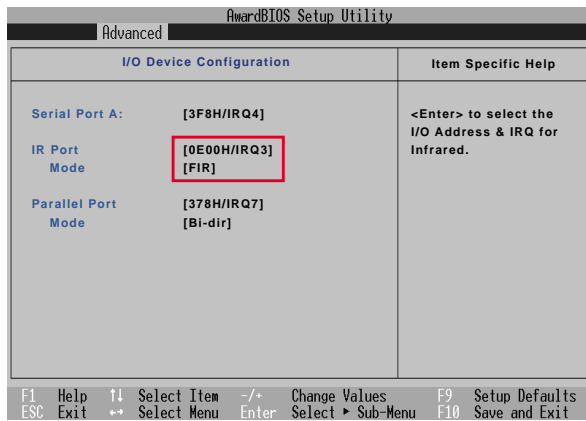 AwardBIOS Setup Utility
Advanced
I/O Device Configuration
Item Specific Help
Serial Port A: [3F8H/IRQ4]
IR Port [0E00H/IRQ3]
Mode [FIR]
Parallel Port [378H/IRQ7]
Mode [Bi-dir]
<Enter> to select the
I/O Address & IRQ for
Infrared.
F1 Help ↑↓ Select Item -/+ Change Values F9 Setup Defaults
ESC Exit ←→ Select Menu Enter Select ▸ Sub-Menu F10 Save and Exit